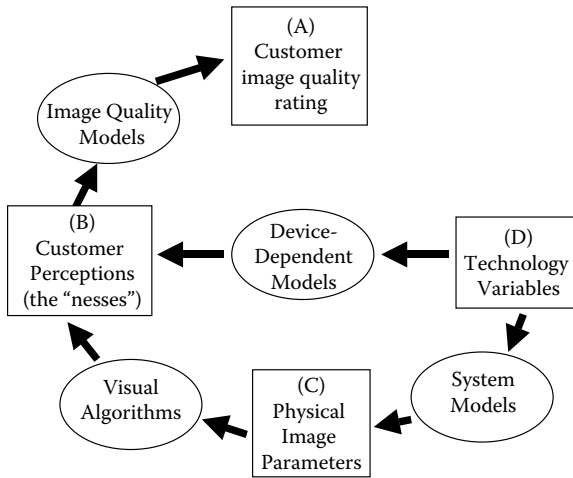 (A)
Customer
image quality
rating
Image Quality
Models
(B)
Customer
Perceptions
(the “nesses”)
Device-
Dependent
Models
(D)
Technology
Variables
Visual
Algorithms
(C)
Physical
Image
Parameters
System
Models